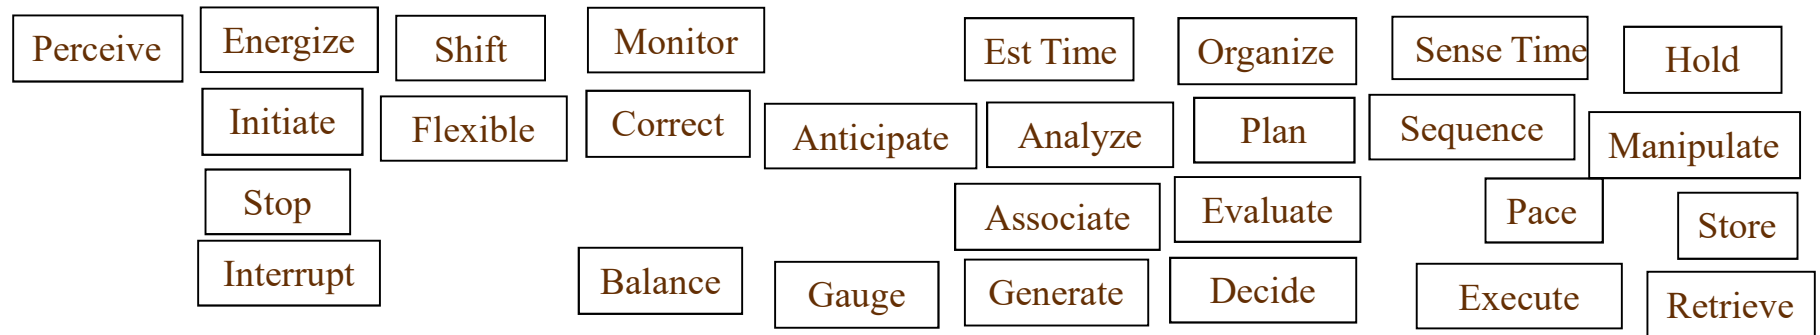 Perceive
Energize
Shift
Monitor
Est Time
Organize
Sense Time
Hold
Initiate
Flexible
Correct
Anticipate
Analyze
Plan
Sequence
Manipulate
Stop
Associate
Evaluate
Pace
Store
Interrupt
Balance
Gauge
Generate
Decide
Execute
Retrieve